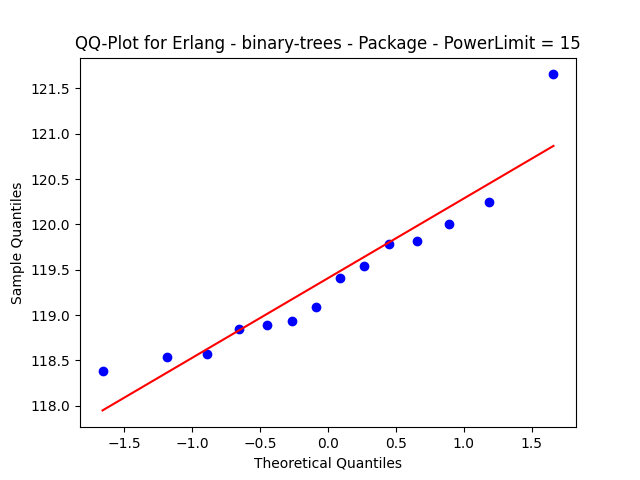 QQ-Plot for Erlang - binary-trees - Package - PowerLimit = 15
Sample Quantiles
121.5
121.0
120.5
120.0
119.5
119.0
118.5
118.0
−1.5 −1.0 −0.5 0.0 0.5 1.0 1.5
Theoretical Quantiles